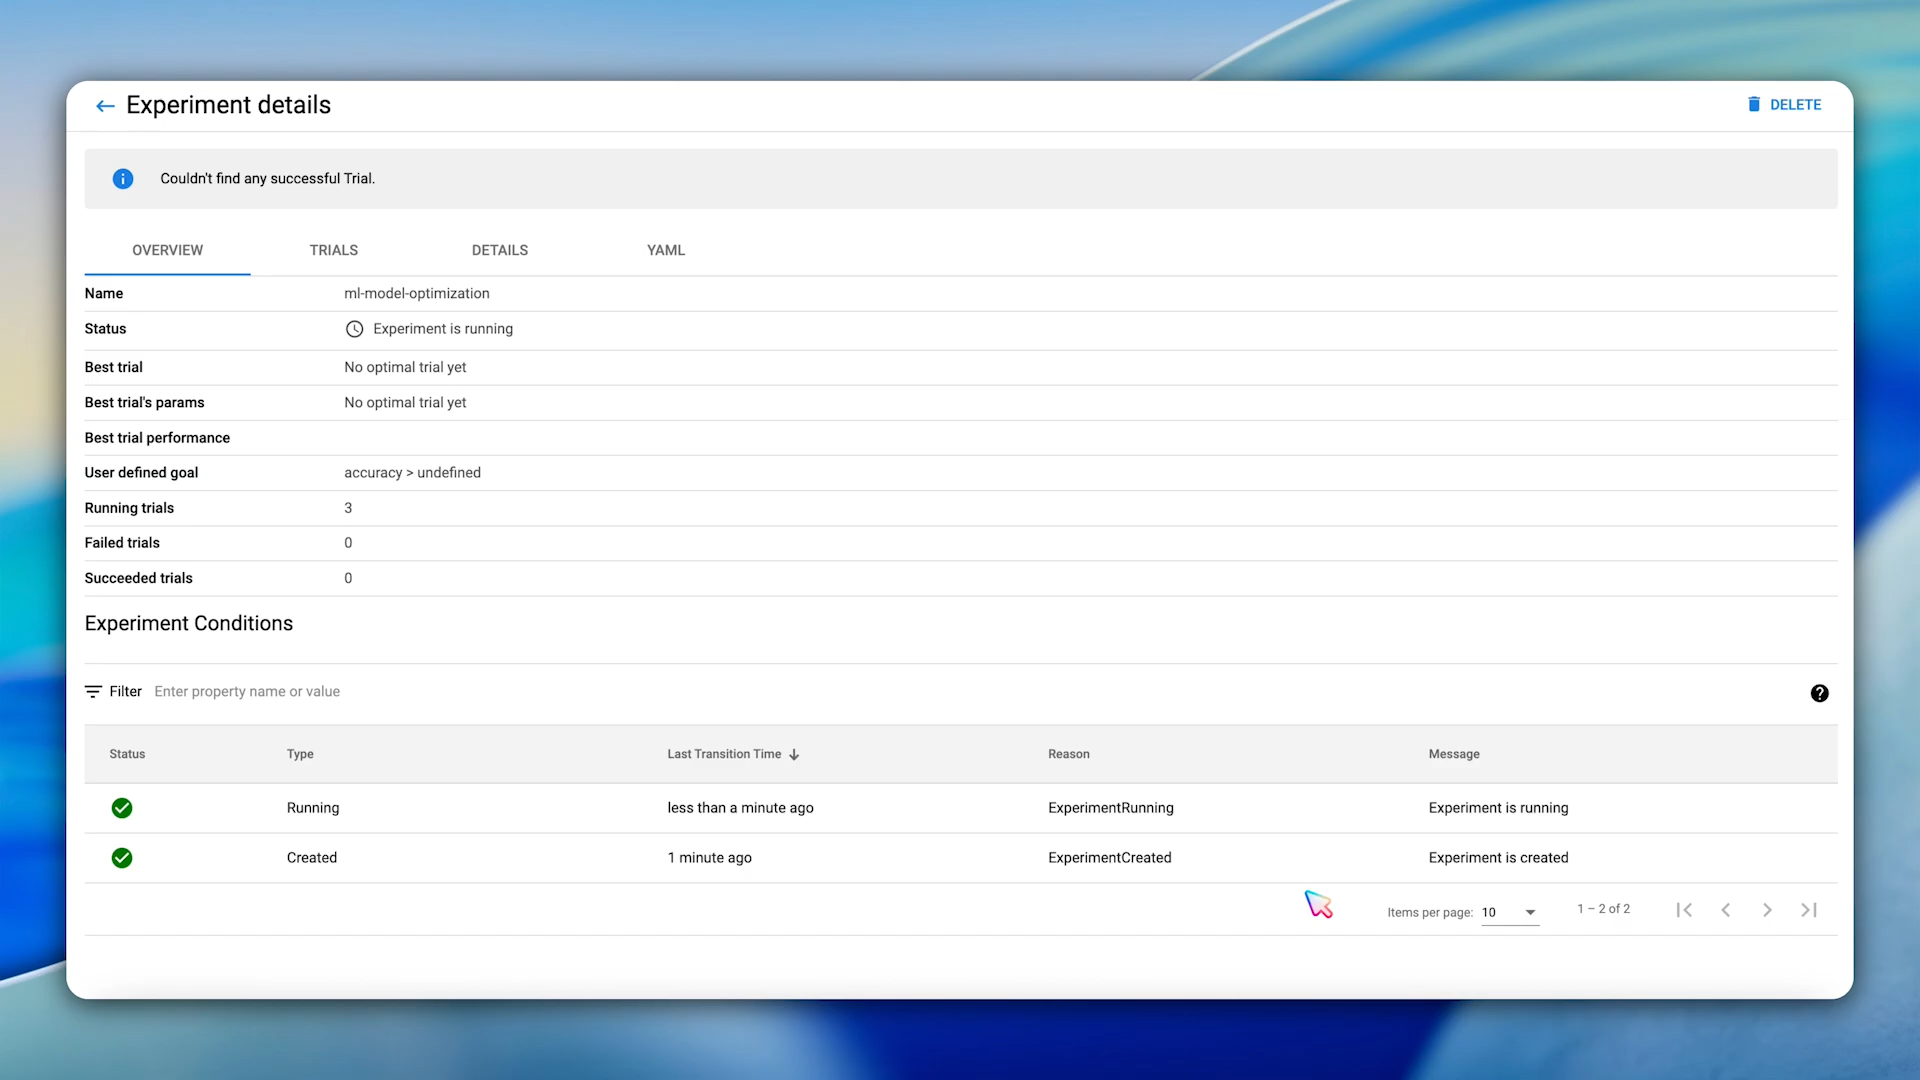 Experiment details
DELETE
Couldn't find any successful Trial.
OVERVIEW TRIALS DETAILS YAML
Name ml-model-optimization
Status Experiment is running
Best trial No optimal trial yet
Best trial's params No optimal trial yet
Best trial performance
User defined goal accuracy > undefined
Running trials 3
Failed trials 0
Succeeded trials 0
Experiment Conditions
Filter Enter property name or value
Status Type Last Transition Time Reason Message
Running less than a minute ago ExperimentRunning Experiment is running
Created 1 minute ago ExperimentCreated Experiment is created
Items per page: 10 1 – 2 of 2